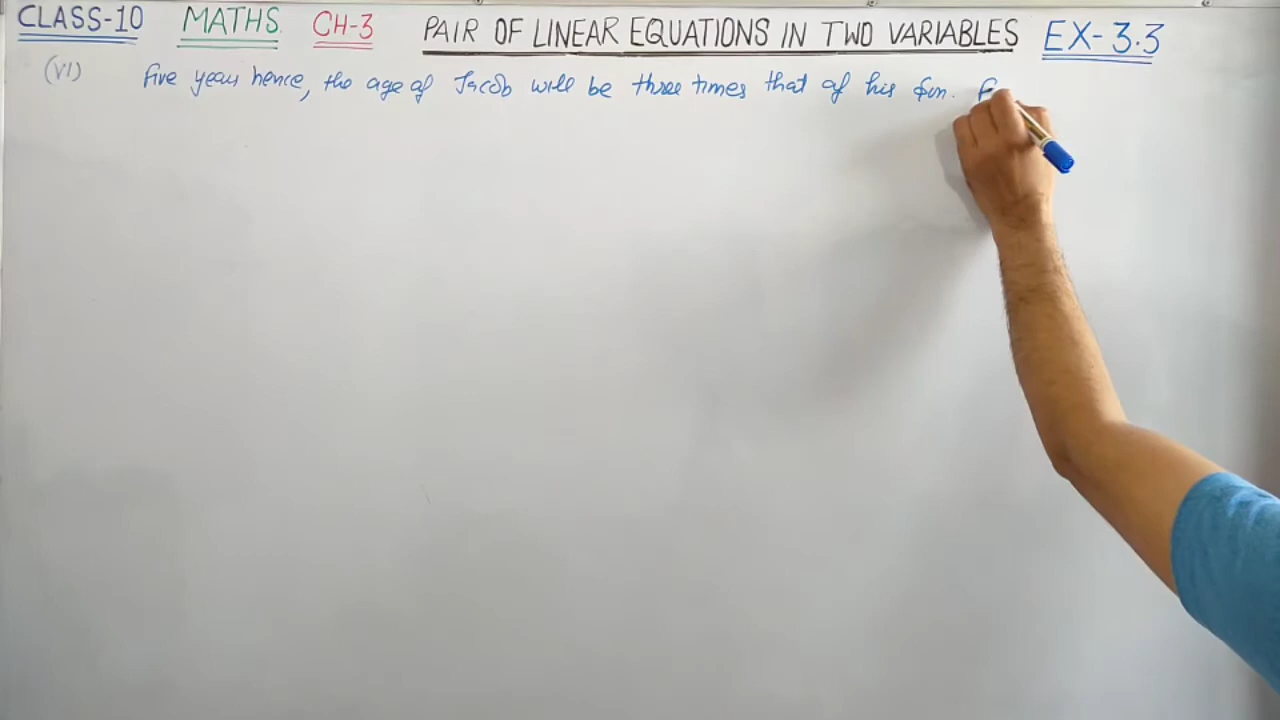 CLASS-10 MATHS. CH-3 PAIR OF LINEAR EQUATIONS IN TWO VARIABLES EX-3.3
(VI) Five years hence, the age of Jacob will be three times that of his son. F